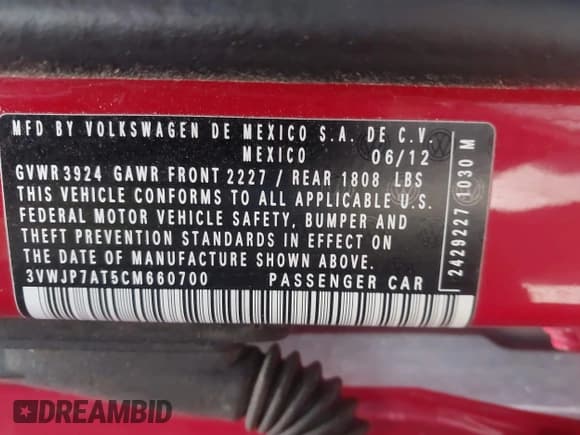 MFD BY VOLKSWAGEN DE MEXICO S.A. DE C.V.
MEXICO 06/12
GVWR 3924 GAWR FRONT 2227 / REAR 1808 LBS
THIS VEHICLE CONFORMS TO ALL APPLICABLE U.S.
FEDERAL MOTOR VEHICLE SAFETY, BUMPER AND
THEFT PREVENTION STANDARDS IN EFFECT ON
THE DATE OF MANUFACTURE SHOWN ABOVE.
3VWJP7AT5CM660700 PASSENGER CAR
2429227 1030 M
DREAMBID